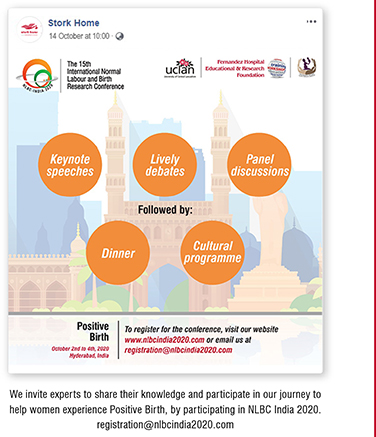 Stork Home
14 October at 10:00
The 15th
International Normal
Labour and Birth
Research Conference
NLBC-INDIA 2020
uclan
Fernandez Hospital
Educational & Research
Foundation
Keynote
speeches
Lively
debates
Panel
discussions
Followed by:
Dinner
Cultural
programme
Positive
Birth
October 2nd to 4th, 2020
Hyderabad, India
To register for the conference, visit our website
www.nlbcindia2020.com or email us at
registration@nlbcindia2020.com
We invite experts to share their knowledge and participate in our journey to
help women experience Positive Birth, by participating in NLBC India 2020.
registration@nlbcindia2020.com